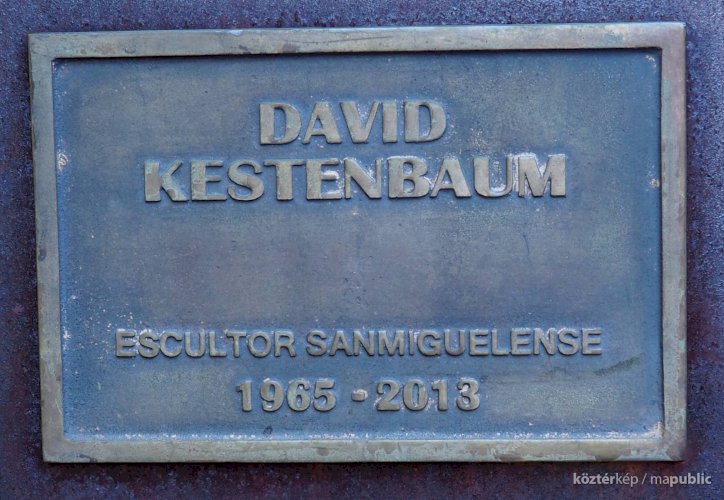 DAVID
KESTENBAUM
ESCULTOR SANMIGUELENSE
1965 - 2013
köztérkép / mapublic